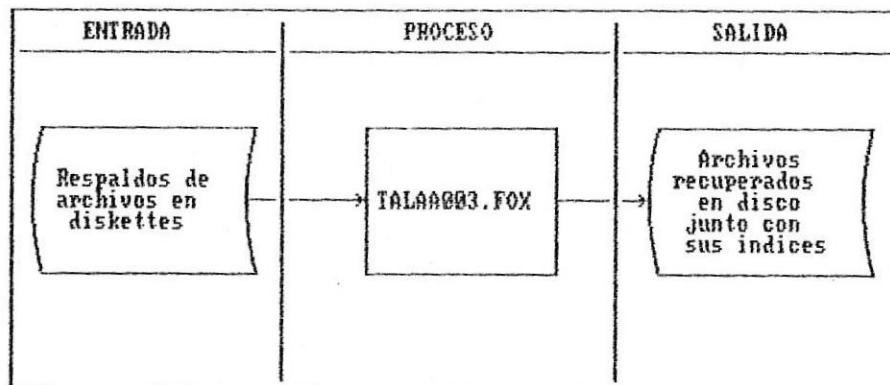 ENTRADA
PROCESO
SALIDA
Respaldos de
archivos en
diskettes
TALAA003.FOX
Archivos
recuperados
en disco
junto con
sus indices